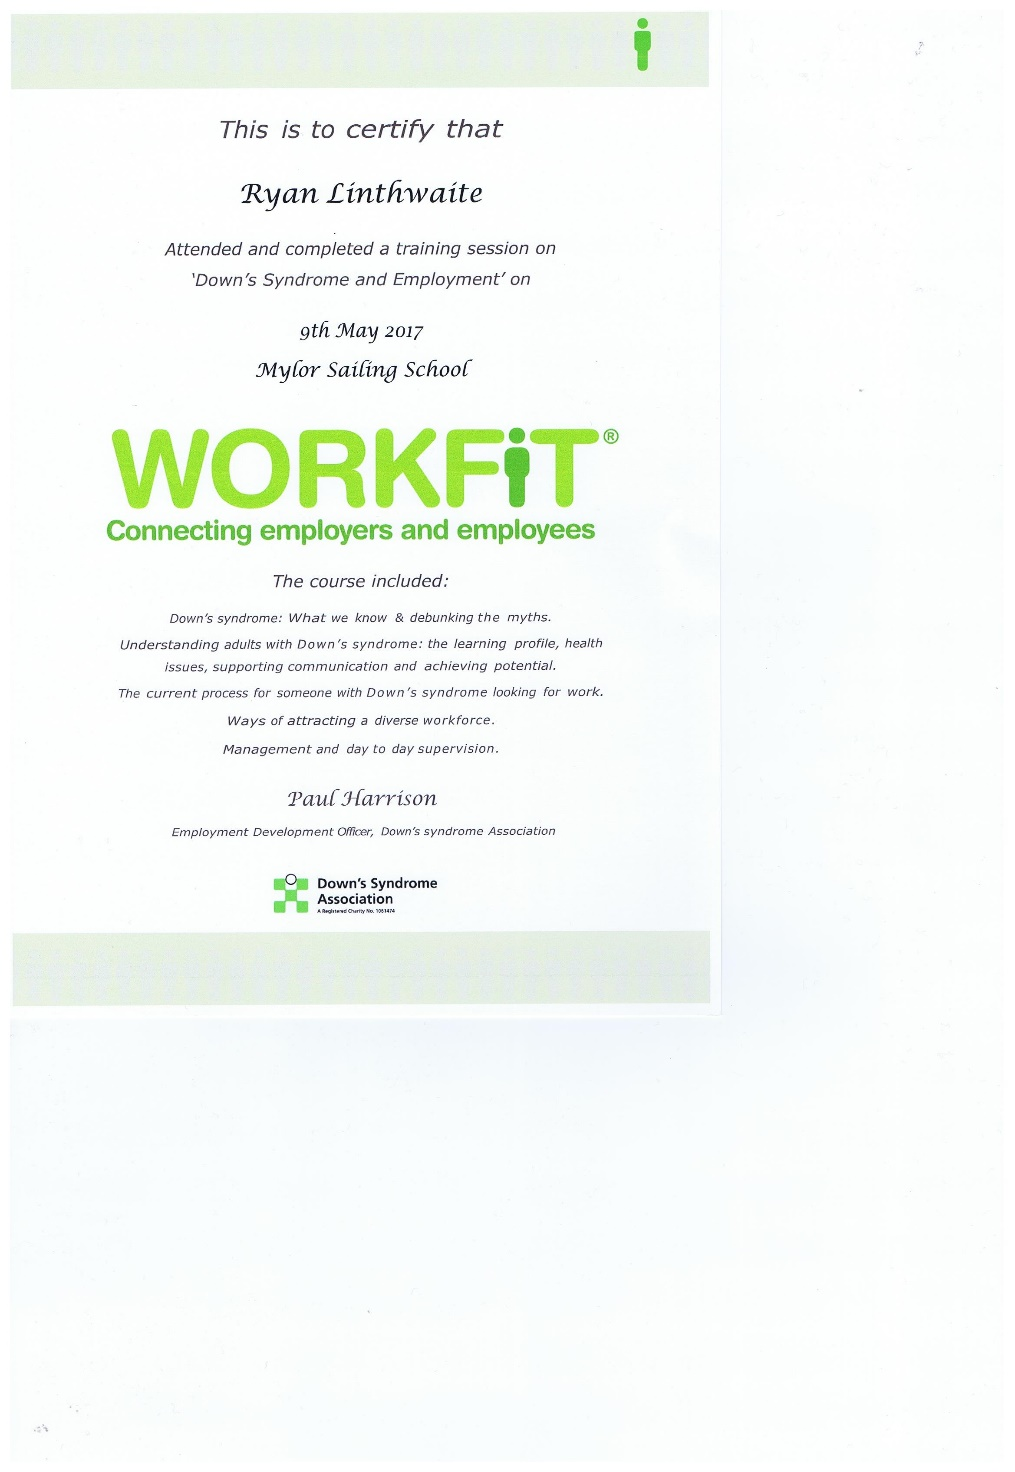 This is to certify that
Ryan Linthwaite
Attended and completed a training session on
‘Down’s Syndrome and Employment’ on
9th May 2017
Mylor Sailing School
WORKFiT®
Connecting employers and employees
The course included:
Down’s syndrome: What we know & debunking the myths.
Understanding adults with Down’s syndrome: the learning profile, health
issues, supporting communication and achieving potential.
The current process for someone with Down’s syndrome looking for work.
Ways of attracting a diverse workforce.
Management and day to day supervision.
Paul Harrison
Employment Development Officer, Down’s syndrome Association
Down’s Syndrome
Association
A Registered Charity No. 1061474